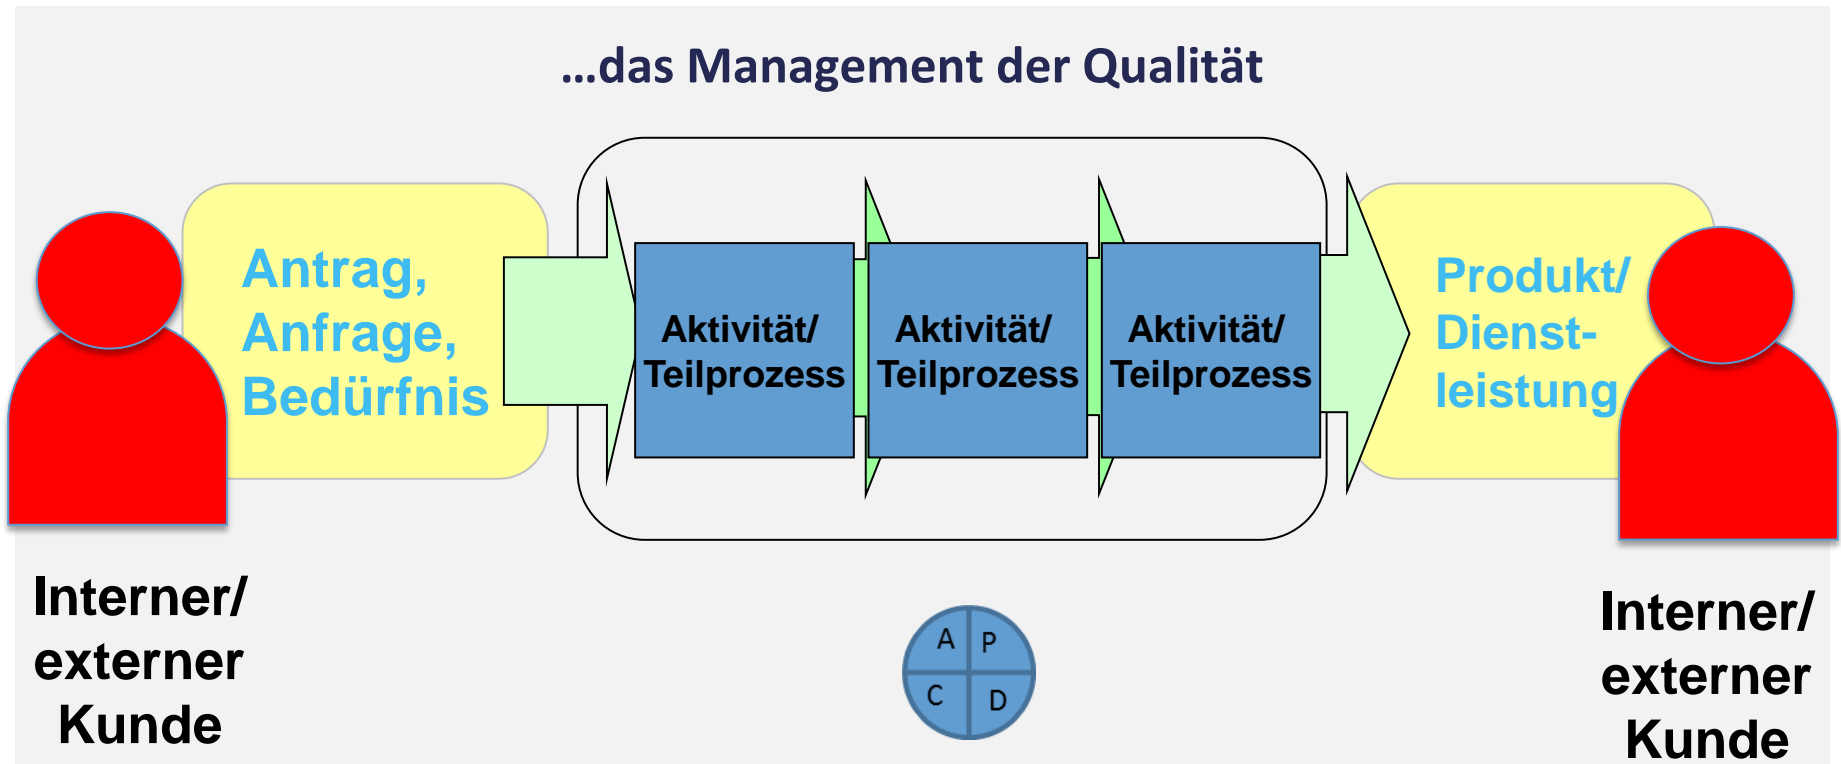 …das Management der Qualität
Antrag,
Anfrage,
Bedürfnis
Aktivität/
Teilprozess
Aktivität/
Teilprozess
Aktivität/
Teilprozess
Produkt/
Dienst-
leistung
Interner/
externer
Kunde
A P
C D
Interner/
externer
Kunde